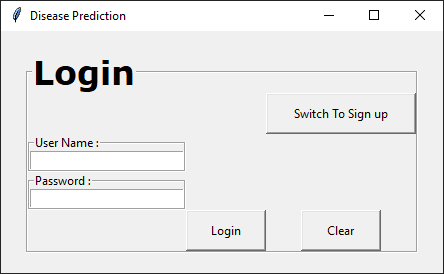 Disease Prediction
Login
Switch To Sign up
User Name :
Password :
Login Clear